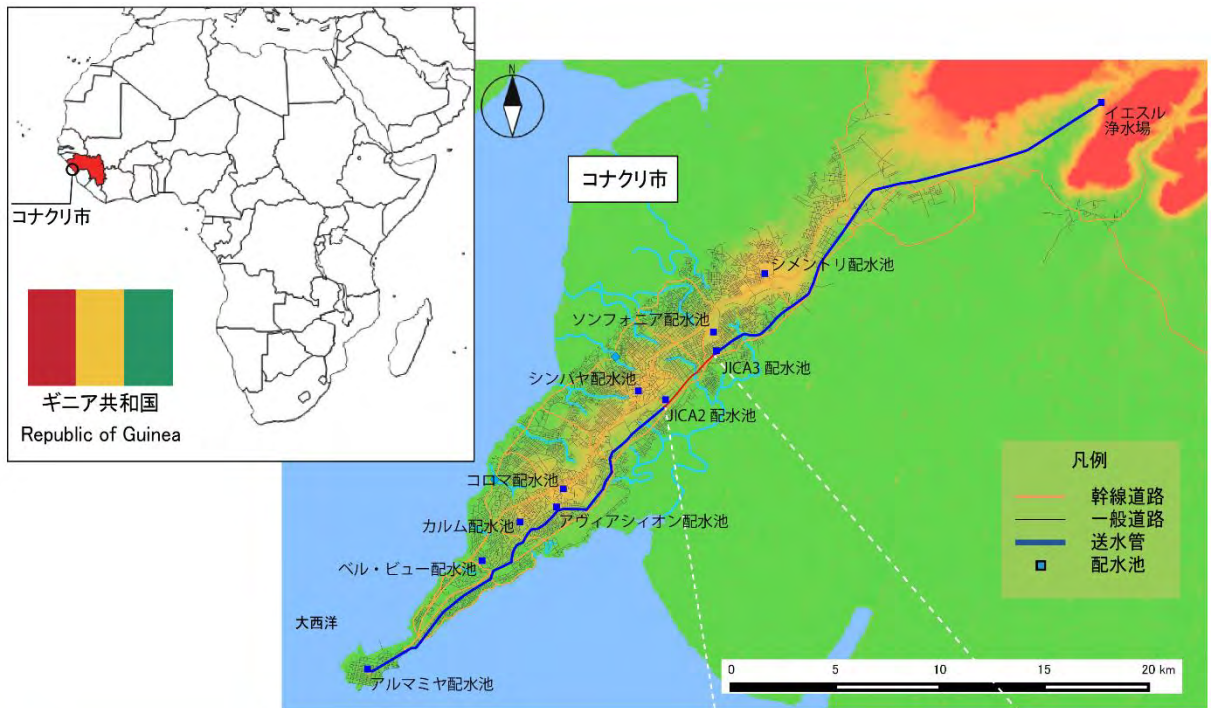 コナクリ市
ギニア共和国
Republic of Guinea
N
コナクリ市
イエスル
浄水場
シメントリ配水池
ソンフォニア配水池
JICA3 配水池
シンバヤ配水池
JICA2 配水池
コロマ配水池
アヴィアシィオン配水池
カルム配水池
ベル・ビュー配水池
大西洋
アルマミヤ配水池
凡例
幹線道路
一般道路
送水管
配水池
0 5 10 15 20 km